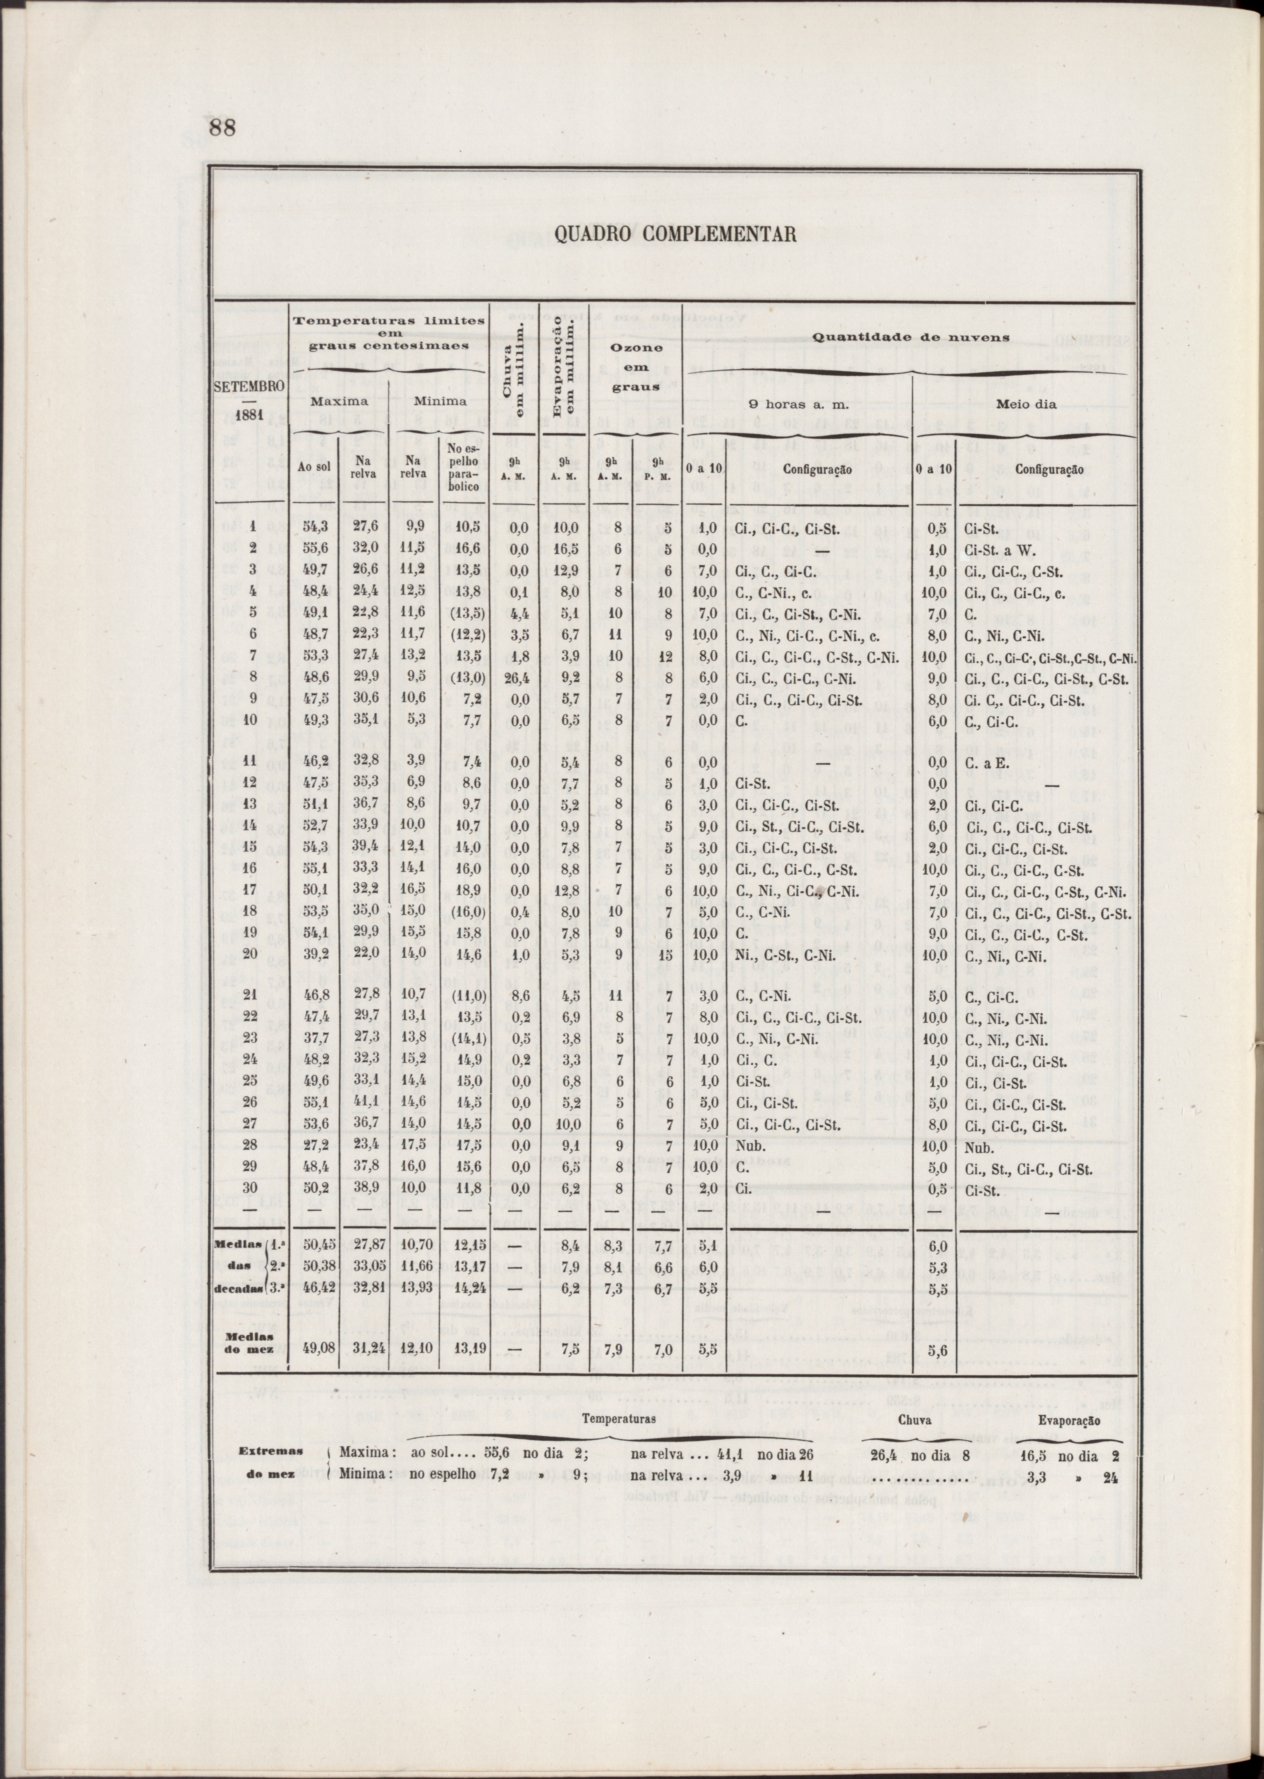 88
QUADRO COMPLEMENTAR
SETEMBRO — 1881
Temperaturas limites em graus centesimaes
Chuva em millim.
Evaporação em millim.
Ozone em graus
Quantidade de nuvens
Maxima Minima 9 horas a. m. Meio dia
Ao sol Na relva Na relva No espelho parabolico 9h A. M. 9h A. M. 9h A. M. 9h P. M. 0 a 10 Configuração 0 a 10 Configuração
1 54,3 27,6 9,9 10,5 0,0 10,0 8 5 1,0 Ci., Ci-C., Ci-St. 0,5 Ci-St.
2 55,6 32,0 11,5 16,6 0,0 16,5 6 5 0,0 — 1,0 Ci-St. a W.
3 49,7 26,6 11,2 13,5 0,0 12,9 7 6 7,0 Ci., C., Ci-C. 1,0 Ci., Ci-C., C-St.
4 48,4 24,4 12,5 13,8 0,1 8,0 8 10 10,0 C., C-Ni., c. 10,0 Ci., C., Ci-C., c.
5 49,1 22,8 11,6 (13,5) 4,4 5,1 10 8 7,0 Ci., C., Ci-St., C-Ni. 7,0 C.
6 48,7 22,3 11,7 (12,2) 3,5 6,7 11 9 10,0 C., Ni., Ci-C., C-Ni., c. 8,0 C., Ni., C-Ni.
7 53,3 27,4 13,2 13,5 1,8 3,9 10 12 8,0 Ci., C., Ci-C., C-St., C-Ni. 10,0 Ci., C., Ci-C., Ci-St., C-St., C-Ni.
8 48,6 29,9 9,5 (13,0) 26,4 9,2 8 8 6,0 Ci., C., Ci-C., C-Ni. 9,0 Ci., C., Ci-C., Ci-St., C-St.
9 47,5 30,6 10,6 7,2 0,0 5,7 7 7 2,0 Ci., C., Ci-C., Ci-St. 8,0 Ci. C,. Ci-C., Ci-St.
10 49,3 35,1 5,3 7,7 0,0 6,5 8 7 0,0 C. 6,0 C., Ci-C.
11 46,2 32,8 3,9 7,4 0,0 5,4 8 6 0,0 — 0,0 C. a E.
12 47,5 35,3 6,9 8,6 0,0 7,7 8 5 1,0 Ci-St. 0,0 —
13 51,1 36,7 8,6 9,7 0,0 5,2 8 6 3,0 Ci., Ci-C., Ci-St. 2,0 Ci., Ci-C.
14 52,7 33,9 10,0 10,7 0,0 9,9 8 5 9,0 Ci., St., Ci-C., Ci-St. 6,0 Ci., C., Ci-C., Ci-St.
15 54,3 39,4 12,1 14,0 0,0 7,8 7 5 3,0 Ci., Ci-C., Ci-St. 2,0 Ci., Ci-C., Ci-St.
16 55,1 33,3 14,1 16,0 0,0 8,8 7 5 9,0 Ci., C., Ci-C., C-St. 10,0 Ci., C., Ci-C., C-St.
17 50,1 32,2 16,5 18,9 0,0 12,8 7 6 10,0 C., Ni., Ci-C., C-Ni. 7,0 Ci., C., Ci-C., C-St., C-Ni.
18 53,5 35,0 15,0 (16,0) 0,4 8,0 10 7 5,0 C., C-Ni. 7,0 Ci., C., Ci-C., Ci-St., C-St.
19 54,1 29,9 15,5 15,8 0,0 7,8 9 6 10,0 C. 9,0 Ci., C., Ci-C., C-St.
20 39,2 22,0 14,0 14,6 1,0 5,3 9 15 10,0 Ni., C-St., C-Ni. 10,0 C., Ni., C-Ni.
21 46,8 27,8 10,7 (11,0) 8,6 4,5 11 7 3,0 C., C-Ni. 5,0 C., Ci-C.
22 47,4 29,7 13,1 13,5 0,2 6,9 8 7 8,0 Ci., C., Ci-C., Ci-St. 10,0 C., Ni., C-Ni.
23 37,7 27,3 13,8 (14,1) 0,5 3,8 5 7 10,0 C., Ni., C-Ni. 10,0 C., Ni., C-Ni.
24 48,2 32,3 15,2 14,9 0,2 3,3 7 7 1,0 Ci., C. 1,0 Ci., Ci-C., Ci-St.
25 49,6 33,1 14,4 15,0 0,0 6,8 6 6 1,0 Ci-St. 1,0 Ci., Ci-St.
26 55,1 41,1 14,6 14,5 0,0 5,2 5 6 5,0 Ci., Ci-St. 5,0 Ci., Ci-C., Ci-St.
27 53,6 36,7 14,0 14,5 0,0 10,0 6 7 5,0 Ci., Ci-C., Ci-St. 8,0 Ci., Ci-C., Ci-St.
28 27,2 23,4 17,5 17,5 0,0 9,1 9 7 10,0 Nub. 10,0 Nub.
29 48,4 37,8 16,0 15,6 0,0 6,5 8 7 10,0 C. 5,0 Ci., St., Ci-C., Ci-St.
30 50,2 38,9 10,0 11,8 0,0 6,2 8 6 2,0 Ci. 0,5 Ci-St.
— — — — — — — — — — — — —
Medias 1.ª 50,45 27,87 10,70 12,15 — 8,4 8,3 7,7 5,1 6,0
das 2.ª 50,38 33,05 11,66 13,17 — 7,9 8,1 6,6 6,0 5,3
decadas 3.ª 46,42 32,81 13,93 14,24 — 6,2 7,3 6,7 5,5 5,5
Medias do mez 49,08 31,24 12,10 13,19 — 7,5 7,9 7,0 5,5 5,6
Temperaturas Chuva Evaporação
Extremas Maxima: ao sol.... 55,6 no dia 2; na relva ... 41,1 no dia 26 26,4 no dia 8 16,5 no dia 2
do mez Minima: no espelho 7,2 » 9; na relva ... 3,9 » 11 ............. 3,3 » 24